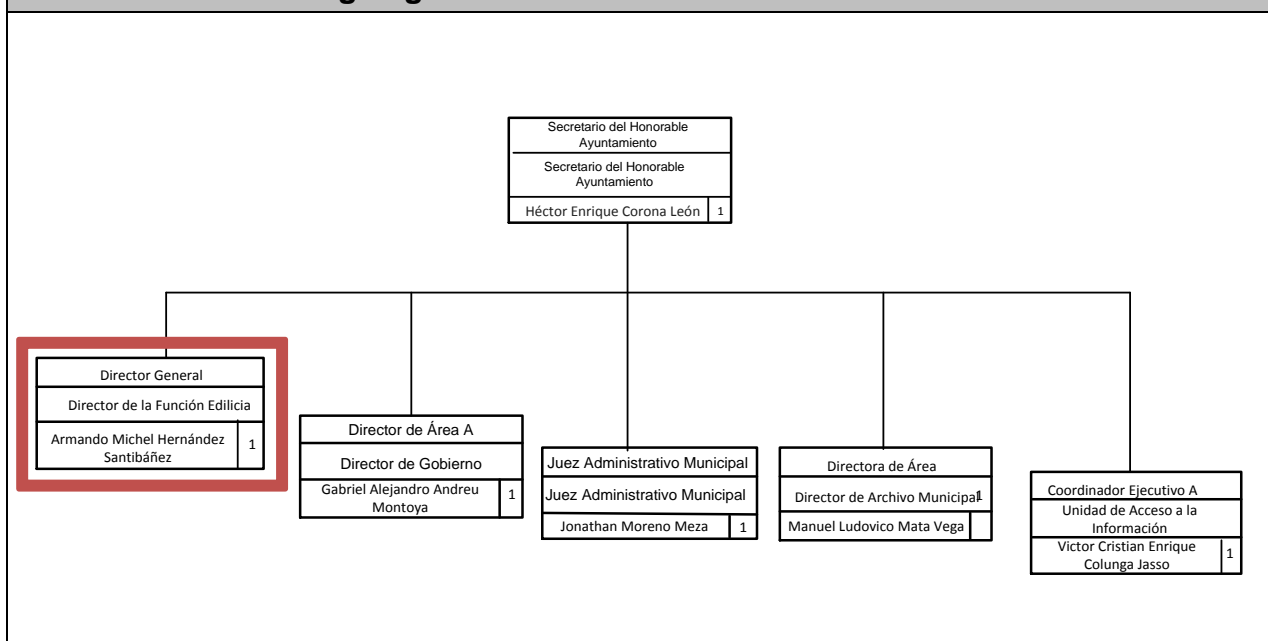 Secretario del Honorable
Ayuntamiento
Secretario del Honorable
Ayuntamiento
Héctor Enrique Corona León 1
Director General
Director de la Función Edilicia
Armando Michel Hernández
Santibáñez
1
Director de Área A
Director de Gobierno
Gabriel Alejandro Andreu
Montoya
1
Juez Administrativo Municipal
Juez Administrativo Municipal
Jonathan Moreno Meza 1
Directora de Área
Director de Archivo Municipal 1
Manuel Ludovico Mata Vega
Coordinador Ejecutivo A
Unidad de Acceso a la
Información
Victor Cristian Enrique
Colunga Jasso
1